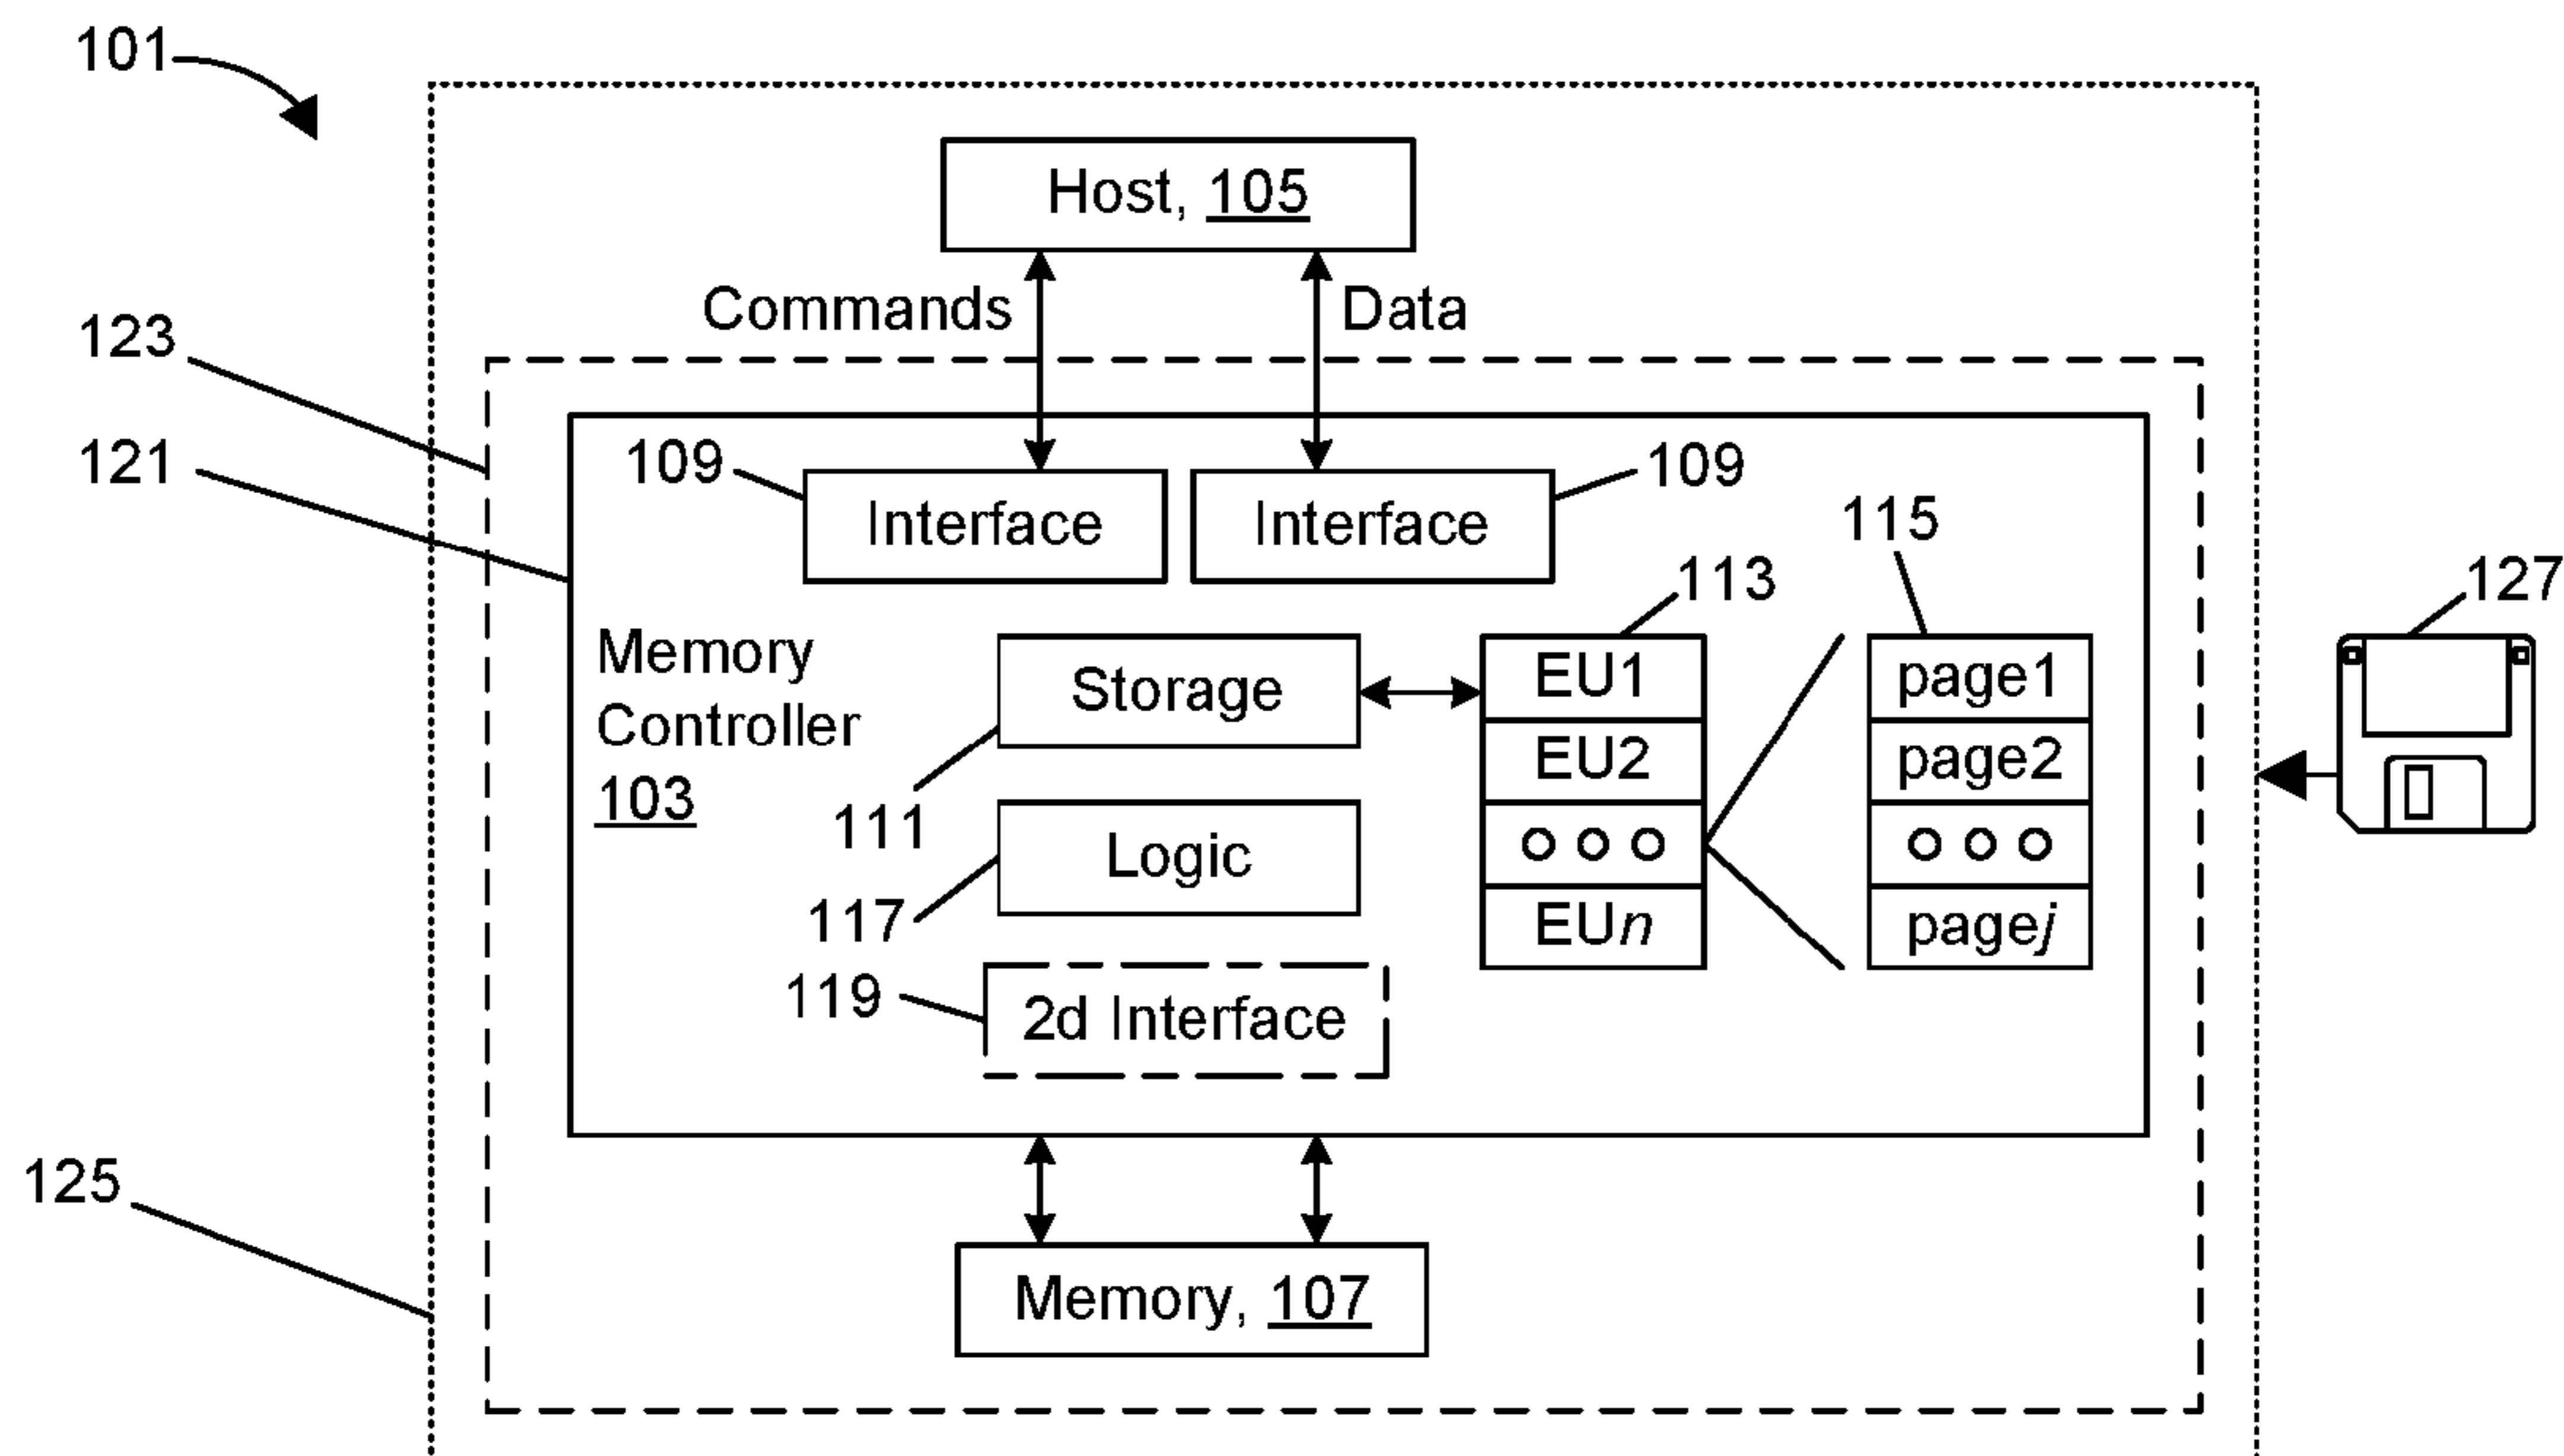 101
Host, 105
Commands
Data
123
121
109
Interface
Interface
109
115
113
127
Memory
Controller
103
Storage
111
Logic
117
2d Interface
119
EU1
EU2
EUn
page1
page2
pagej
125
Memory, 107